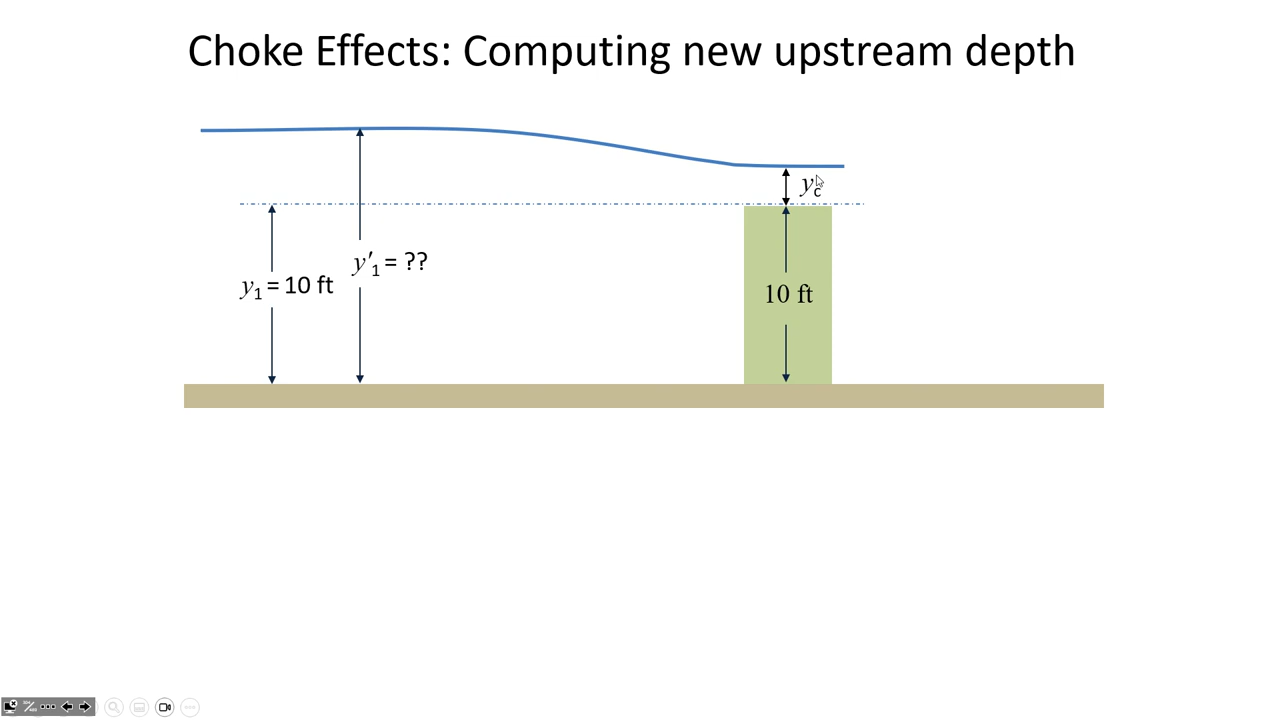 Choke Effects: Computing new upstream depth
yc
y′1 = ??
y1 = 10 ft
10 ft